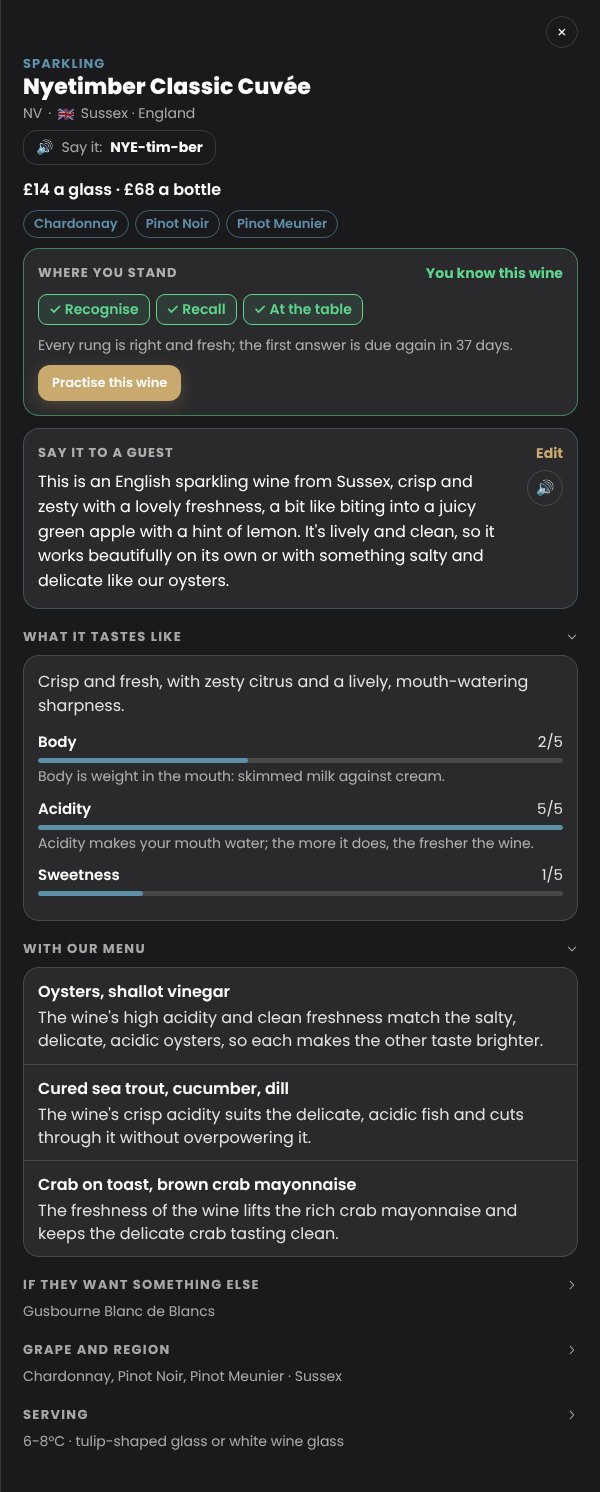 ×
SPARKLING
Nyetimber Classic Cuvée
NV · 🇬🇧 Sussex · England
🔊 Say it: NYE-tim-ber
£14 a glass · £68 a bottle
Chardonnay Pinot Noir Pinot Meunier
WHERE YOU STAND You know this wine
✓ Recognise ✓ Recall ✓ At the table
Every rung is right and fresh; the first answer is due again in 37 days.
Practise this wine
SAY IT TO A GUEST Edit
This is an English sparkling wine from Sussex, crisp and
zesty with a lovely freshness, a bit like biting into a juicy
green apple with a hint of lemon. It's lively and clean, so it
works beautifully on its own or with something salty and
delicate like our oysters.
WHAT IT TASTES LIKE
Crisp and fresh, with zesty citrus and a lively, mouth-watering
sharpness.
Body 2/5
Body is weight in the mouth: skimmed milk against cream.
Acidity 5/5
Acidity makes your mouth water; the more it does, the fresher the wine.
Sweetness 1/5
WITH OUR MENU
Oysters, shallot vinegar
The wine's high acidity and clean freshness match the salty,
delicate, acidic oysters, so each makes the other taste brighter.
Cured sea trout, cucumber, dill
The wine's crisp acidity suits the delicate, acidic fish and cuts
through it without overpowering it.
Crab on toast, brown crab mayonnaise
The freshness of the wine lifts the rich crab mayonnaise and
keeps the delicate crab tasting clean.
IF THEY WANT SOMETHING ELSE
Gusbourne Blanc de Blancs
GRAPE AND REGION
Chardonnay, Pinot Noir, Pinot Meunier · Sussex
SERVING
6-8°C · tulip-shaped glass or white wine glass